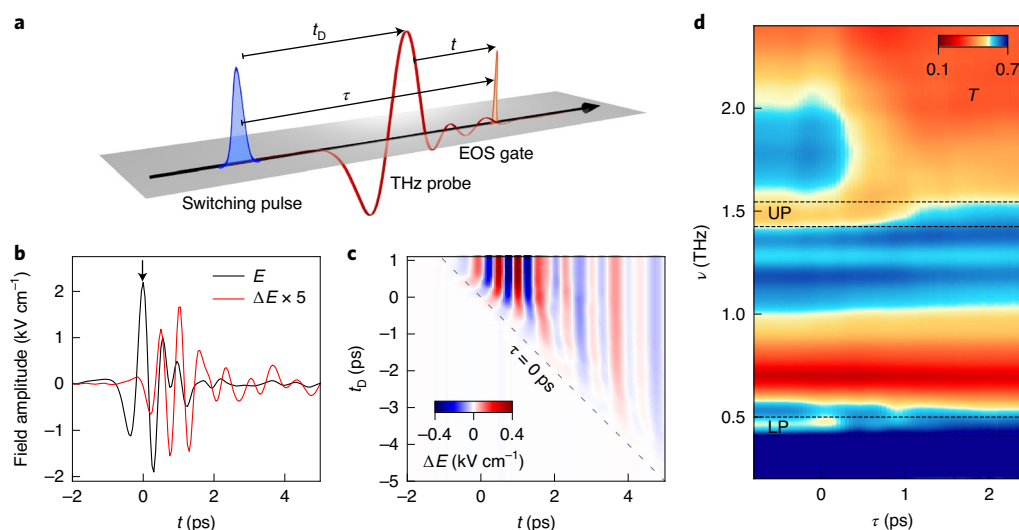 a
t_D
t
τ
EOS gate
THz probe
Switching pulse
b
E
ΔE × 5
Field amplitude (kV cm⁻¹)
2
1
0
−1
−2
−2 0 2 4
t (ps)
c
t_D (ps)
1
0
−1
−2
−3
−4
−5
τ = 0 ps
−0.4 0 0.4
ΔE (kV cm⁻¹)
−2 0 2 4
t (ps)
d
0.1 0.7
T
ν (THz)
2.0
1.5
1.0
0.5
UP
LP
0 1 2
τ (ps)